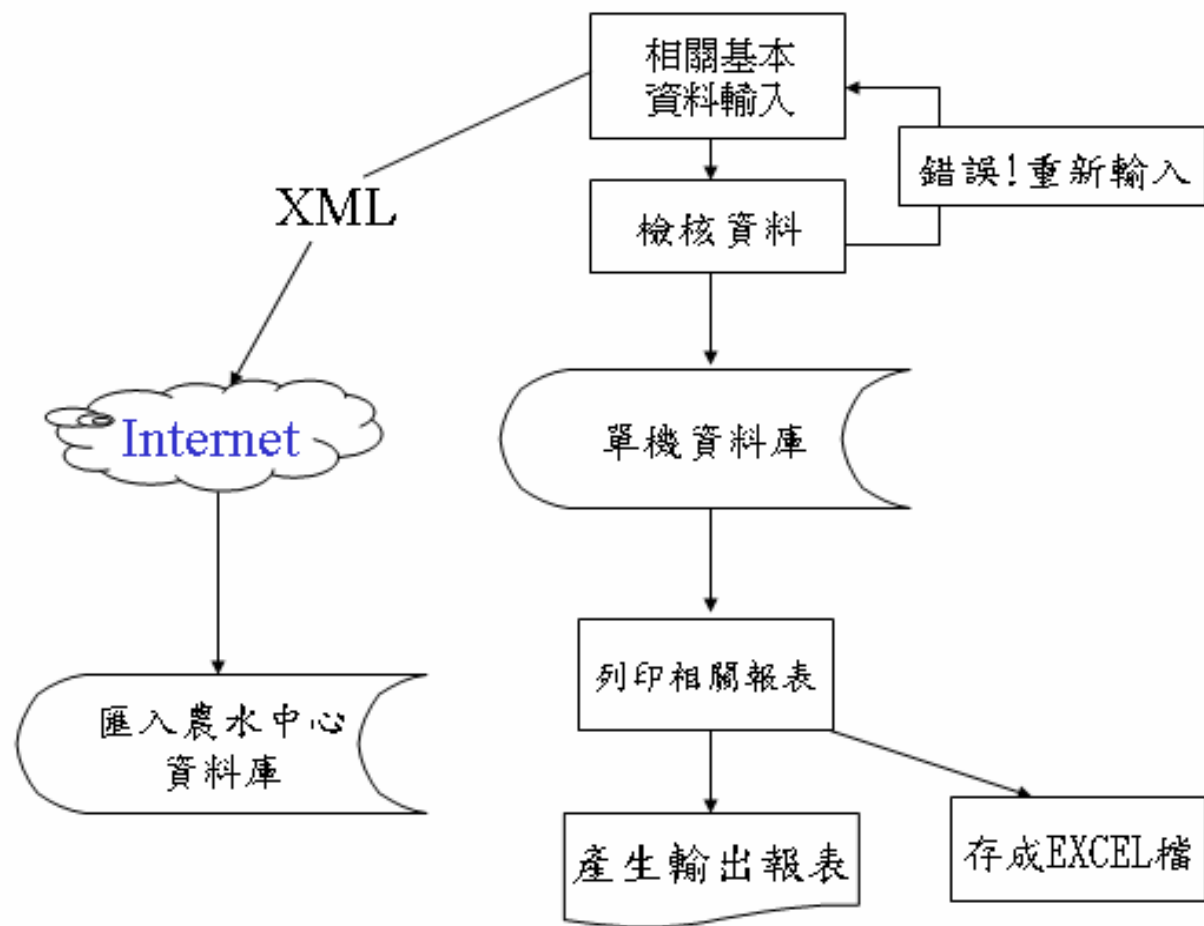 相關基本
資料輸入
錯誤!重新輸入
XML
檢核資料
Internet
單機資料庫
列印相關報表
匯入農水中心
資料庫
產生輸出報表
存成EXCEL檔